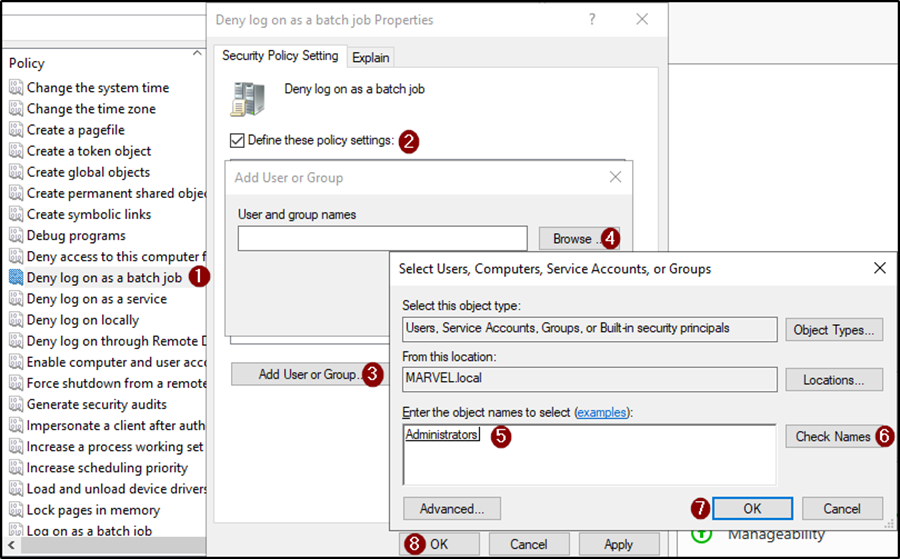 Deny log on as a batch job Properties
Policy
Change the system time
Change the time zone
Create a pagefile
Create a token object
Create global objects
Create permanent shared obje
Create symbolic links
Debug programs
Deny access to this computer f
Deny log on as a batch job 1
Deny log on as a service
Deny log on locally
Deny log on through Remote D
Enable computer and user acco
Force shutdown from a remote
Generate security audits
Impersonate a client after auth
Increase a process working set
Increase scheduling priority
Load and unload device drivers
Lock pages in memory
Log on as a batch job
Security Policy Setting Explain
Deny log on as a batch job
Define these policy settings: 2
Add User or Group
User and group names
Browse .. 4
Add User or Group.. 3
Select Users, Computers, Service Accounts, or Groups
Select this object type:
Users, Service Accounts, Groups, or Built-in security principals Object Types...
From this location:
MARVEL.local Locations...
Enter the object names to select (examples):
Administrators 5 Check Names 6
Advanced... 7 OK Cancel
8 OK Cancel Apply
Manageability